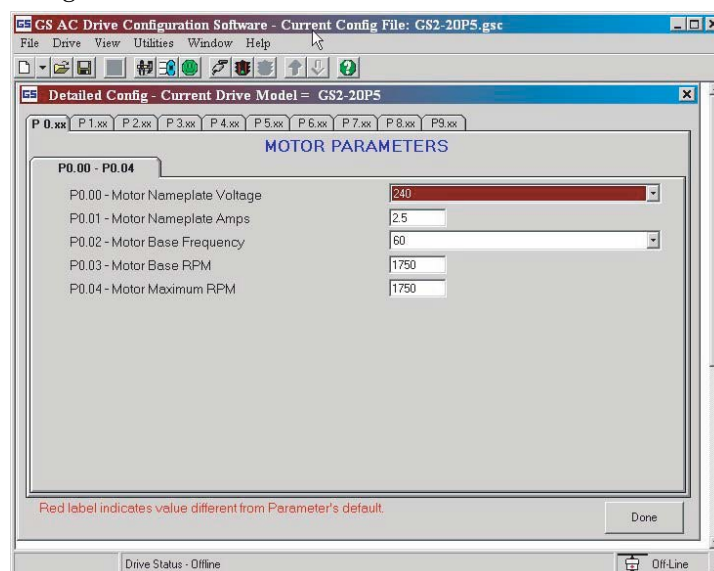 GS GS AC Drive Configuration Software - Current Config File: GS2-20P5.gsc
File Drive View Utilities Window Help
GS Detailed Config - Current Drive Model = GS2-20P5
P 0.xx P 1.xx P 2.xx P 3.xx P 4.xx P 5.xx P 6.xx P 7.xx P 8.xx P9.xx
MOTOR PARAMETERS
P0.00 - P0.04
P0.00 - Motor Nameplate Voltage 240
P0.01 - Motor Nameplate Amps 2.5
P0.02 - Motor Base Frequency 60
P0.03 - Motor Base RPM 1750
P0.04 - Motor Maximum RPM 1750
Red label indicates value different from Parameter's default.
Done
Drive Status - Offline Off-Line